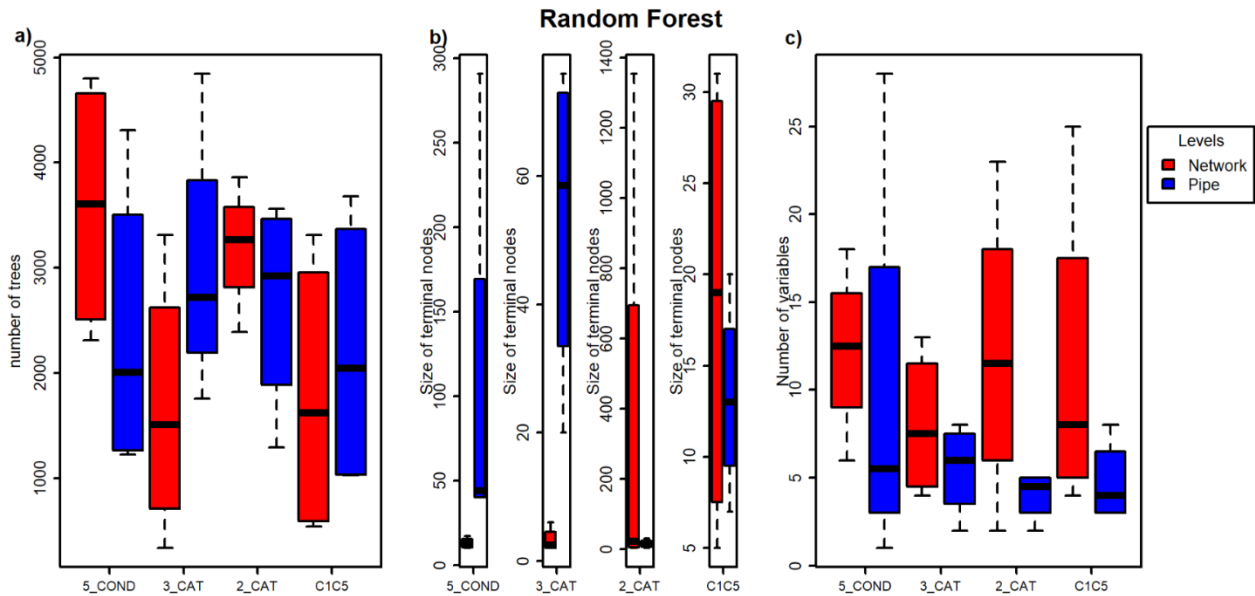 Random Forest
a)
number of trees
5000
4000
3000
2000
1000
5_COND
3_CAT
2_CAT
C1C5
b)
Size of terminal nodes
300
250
200
150
100
50
0
5_COND
Size of terminal nodes
60
40
20
0
3_CAT
Size of terminal nodes
1400
1200
1000
800
600
400
200
0
2_CAT
Size of terminal nodes
30
25
20
15
10
5
C1C5
c)
Number of variables
25
20
15
10
5
0
5_COND
3_CAT
2_CAT
C1C5
Levels
Network
Pipe